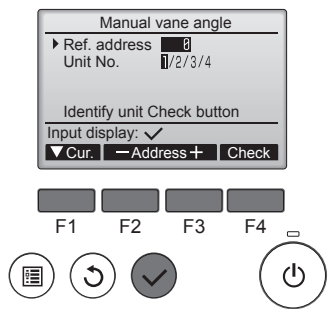 Manual vane angle
Ref. address 0
Unit No. 1/2/3/4
Identify unit Check button
Input display: ✓
▼Cur. −Address+ Check
F1 F2 F3 F4